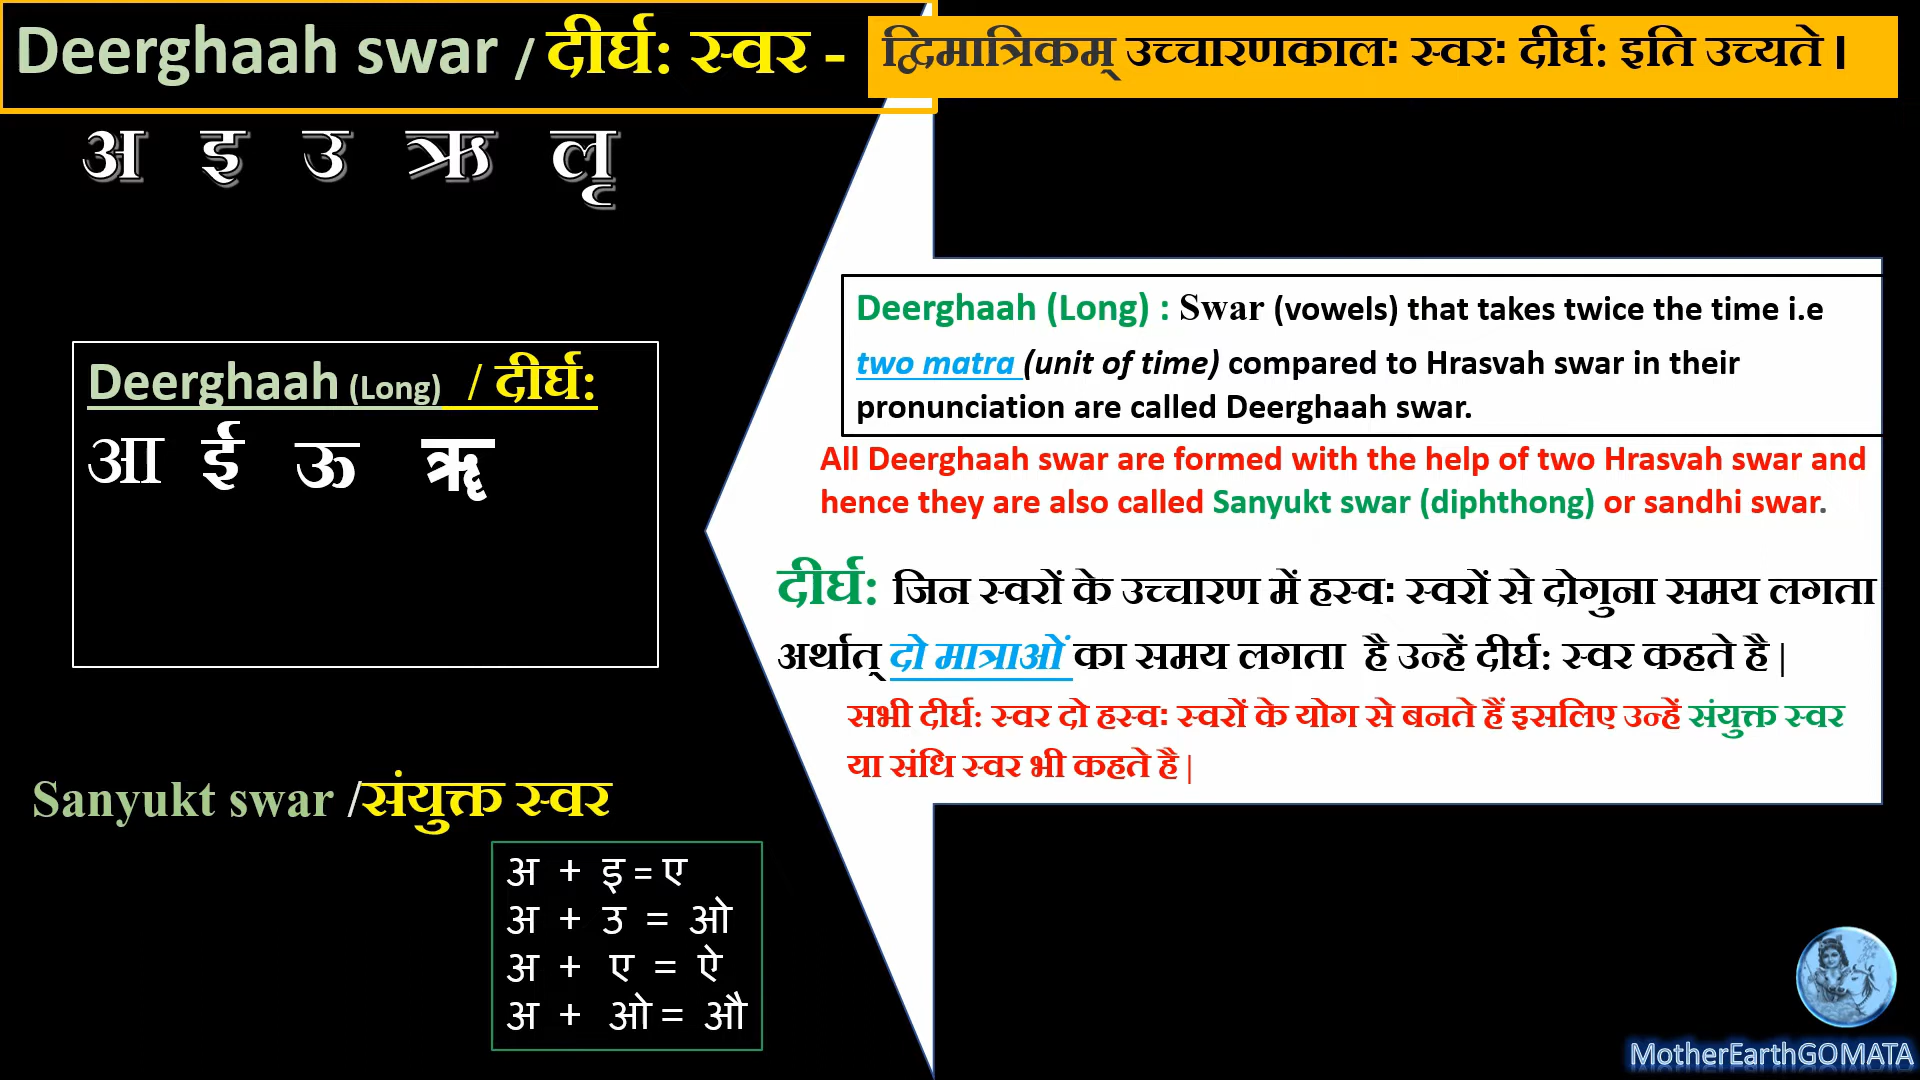 Deerghaah swar / दीर्घ: स्वर -
द्विमात्रिकम् उच्चारणकालः स्वरः दीर्घ: इति उच्यते।
अ इ उ ऋ लृ
Deerghaah (Long) : Swar (vowels) that takes twice the time i.e
two matra (unit of time) compared to Hrasvah swar in their
pronunciation are called Deerghaah swar.
Deerghaah (Long) / दीर्घ:
आ ई ऊ ॠ
All Deerghaah swar are formed with the help of two Hrasvah swar and
hence they are also called Sanyukt swar (diphthong) or sandhi swar.
दीर्घ: जिन स्वरों के उच्चारण में ह्स्वः स्वरों से दोगुना समय लगता
अर्थात् दो मात्राओं का समय लगता है उन्हें दीर्घ: स्वर कहते है |
सभी दीर्घ: स्वर दो ह्स्वः स्वरों के योग से बनते हैं इसलिए उन्हें संयुक्त स्वर
या संधि स्वर भी कहते है |
Sanyukt swar /संयुक्त स्वर
अ + इ = ए
अ + उ = ओ
अ + ए = ऐ
अ + ओ = औ
MotherEarthGOMATA